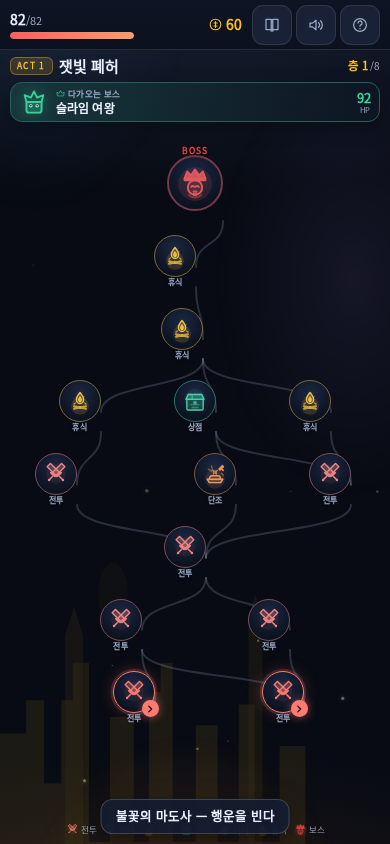 82/82
60
ACT 1 잿빛 폐허
층 1/8
다가오는 보스
슬라임 여왕
92
HP
BOSS
휴식
휴식
휴식 상점 휴식
전투 단조 전투
전투
전투 전투
전투 전투
불꽃의 마도사 — 행운을 빈다
전투 보스